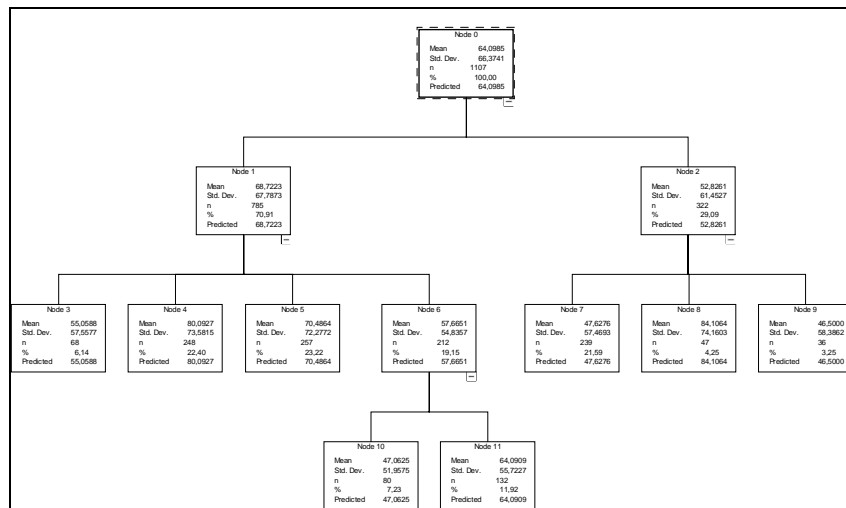 Node 0
Mean 64,0985
Std. Dev. 66,3741
n 1107
% 100,00
Predicted 64,0985
Node 1
Mean 68,7223
Std. Dev. 67,7873
n 785
% 70,91
Predicted 68,7223
Node 2
Mean 52,8261
Std. Dev. 61,4527
n 322
% 29,09
Predicted 52,8261
Node 3
Mean 55,0588
Std. Dev. 57,5577
n 68
% 6,14
Predicted 55,0588
Node 4
Mean 80,0927
Std. Dev. 73,5815
n 248
% 22,40
Predicted 80,0927
Node 5
Mean 70,4864
Std. Dev. 72,2772
n 257
% 23,22
Predicted 70,4864
Node 6
Mean 57,6651
Std. Dev. 54,8357
n 212
% 19,15
Predicted 57,6651
Node 7
Mean 47,6276
Std. Dev. 57,4693
n 239
% 21,59
Predicted 47,6276
Node 8
Mean 84,1064
Std. Dev. 74,1603
n 47
% 4,25
Predicted 84,1064
Node 9
Mean 46,5000
Std. Dev. 58,3862
n 36
% 3,25
Predicted 46,5000
Node 10
Mean 47,0625
Std. Dev. 51,9575
n 80
% 7,23
Predicted 47,0625
Node 11
Mean 64,0909
Std. Dev. 55,7227
n 132
% 11,92
Predicted 64,0909